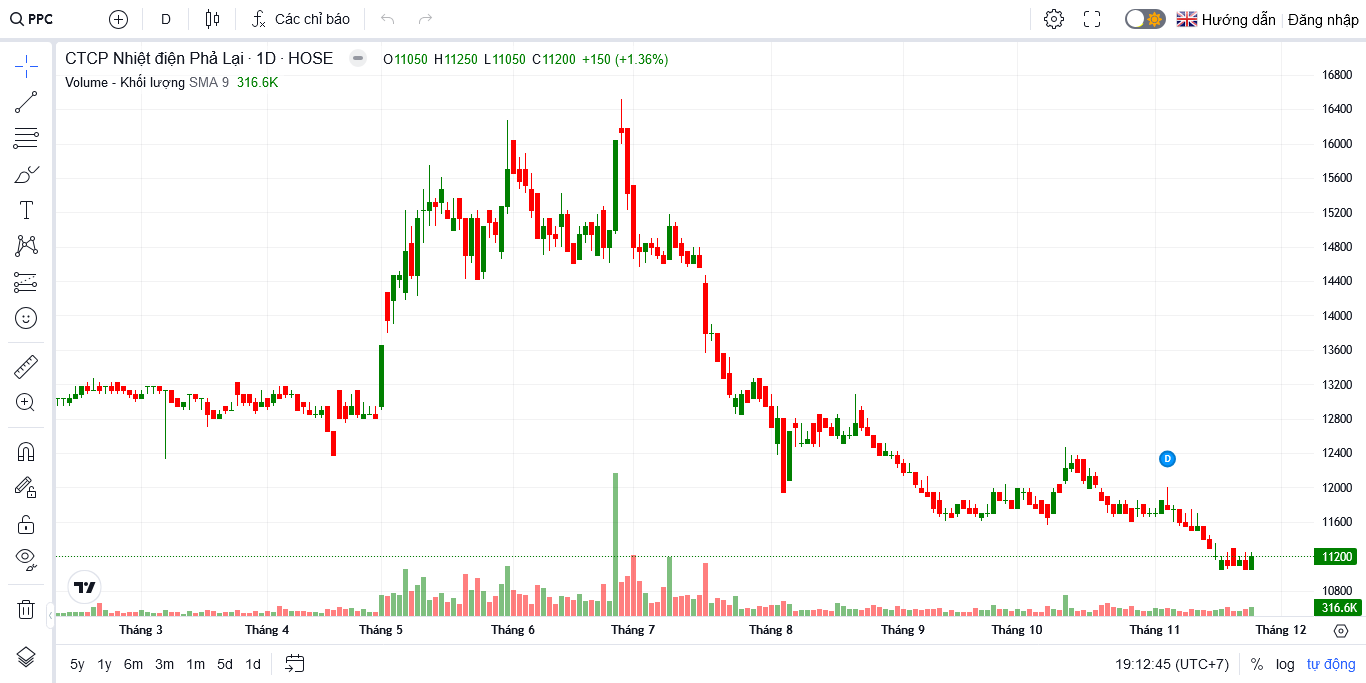 PPC D Các chỉ báo Hướng dẫn Đăng nhập
CTCP Nhiệt điện Phả Lại · 1D · HOSE O11050 H11250 L11050 C11200 +150 (+1.36%)
Volume - Khối lượng SMA 9 316.6K
16800
16400
16000
15600
15200
14800
14400
14000
13600
13200
12800
12400
D
12000
11600
11200
10800
316.6K
Tháng 3 Tháng 4 Tháng 5 Tháng 6 Tháng 7 Tháng 8 Tháng 9 Tháng 10 Tháng 11 Tháng 12
5y 1y 6m 3m 1m 5d 1d 19:12:45 (UTC+7) % log tự động